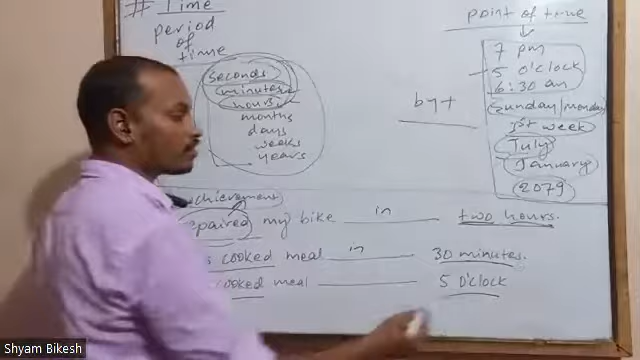 # Time
period
of
time
seconds
minutes
hours
months
days
weeks
years
by +
point of time
7 pm
5 o'clock
6:30 am
Sunday/monday
1st week
July
January
2079
achievement
repaired my bike in two hours.
cooked meal in 30 minutes.
cooked meal 5 o'clock
Shyam Bikesh